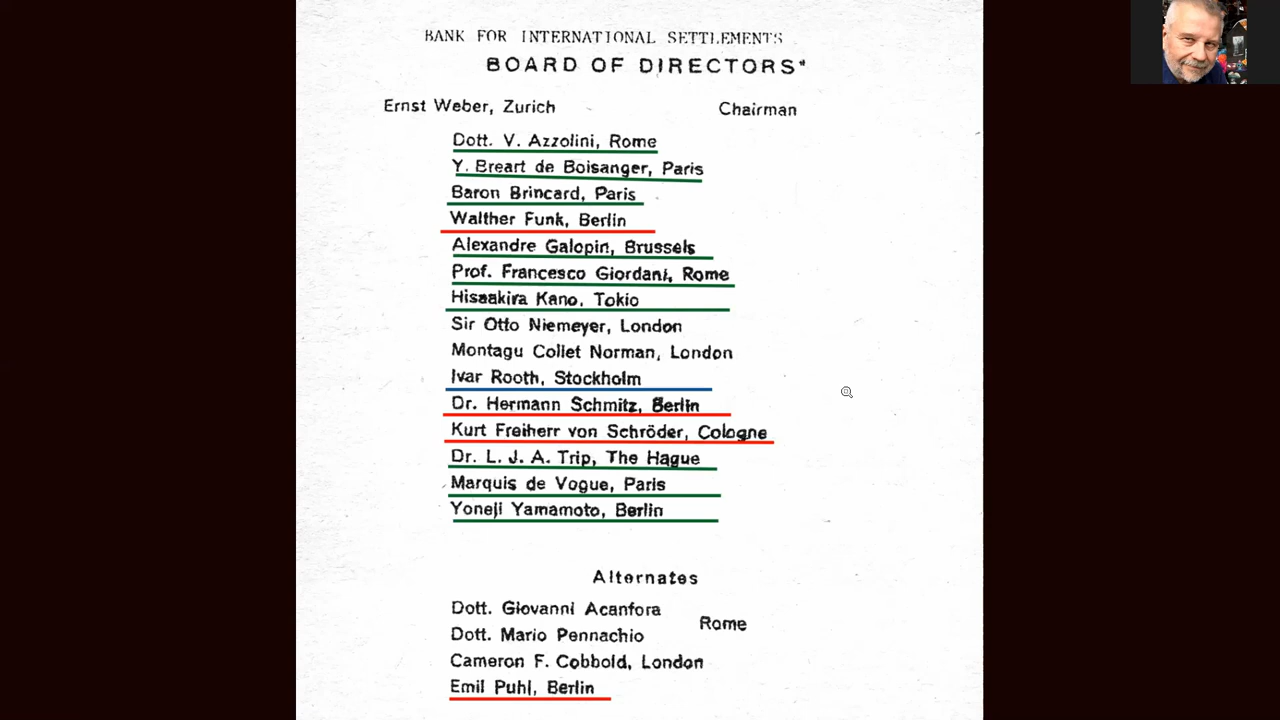 BANK FOR INTERNATIONAL SETTLEMENTS
BOARD OF DIRECTORS*
Ernst Weber, Zurich Chairman
Dott. V. Azzolini, Rome
Y. Breart de Boisanger, Paris
Baron Brincard, Paris
Walther Funk, Berlin
Alexandre Galopin, Brussels
Prof. Francesco Giordani, Rome
Hisaakira Kano, Tokio
Sir Otto Niemeyer, London
Montagu Collet Norman, London
Ivar Rooth, Stockholm
Dr. Hermann Schmitz, Berlin
Kurt Freiherr von Schröder, Cologne
Dr. L. J. A. Trip, The Hague
Marquis de Vogue, Paris
Yoneji Yamamoto, Berlin
Alternates
Dott. Giovanni Acanfora
Rome
Dott. Mario Pennachio
Cameron F. Cobbold, London
Emil Puhl, Berlin